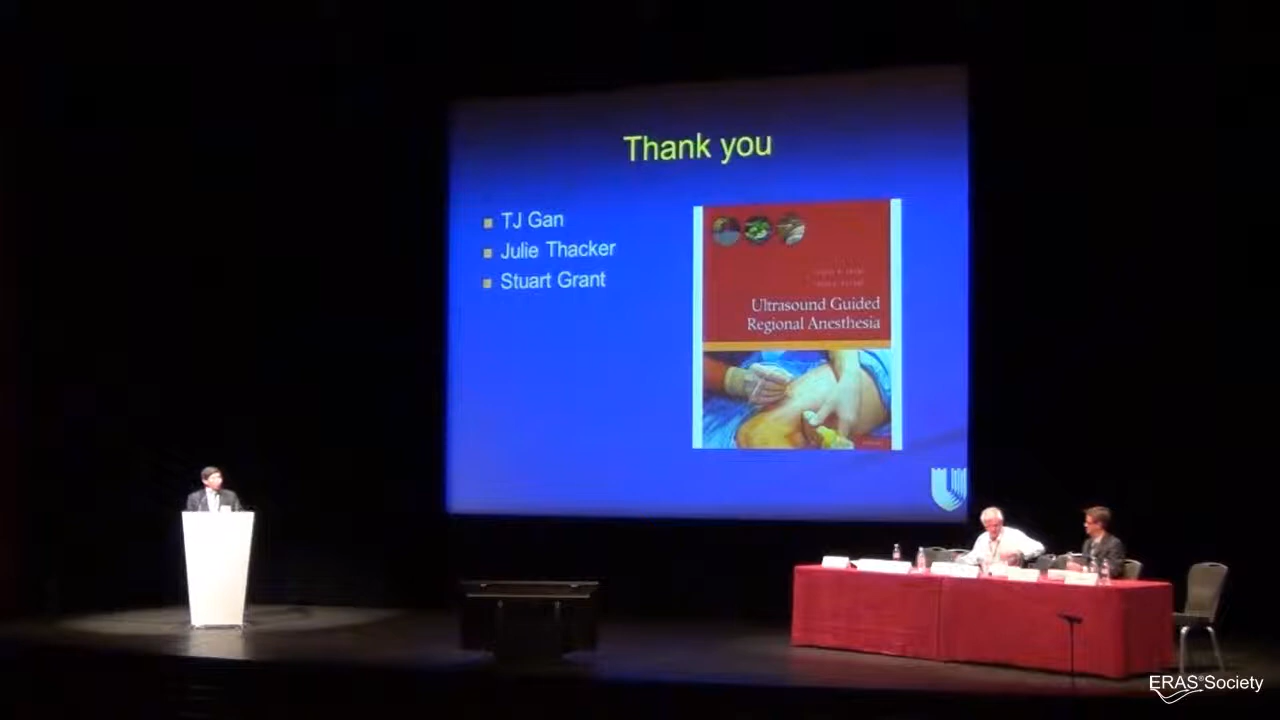 Thank you
TJ Gan
Julie Thacker
Stuart Grant
Ultrasound Guided
Regional Anesthesia
ERAS®Society